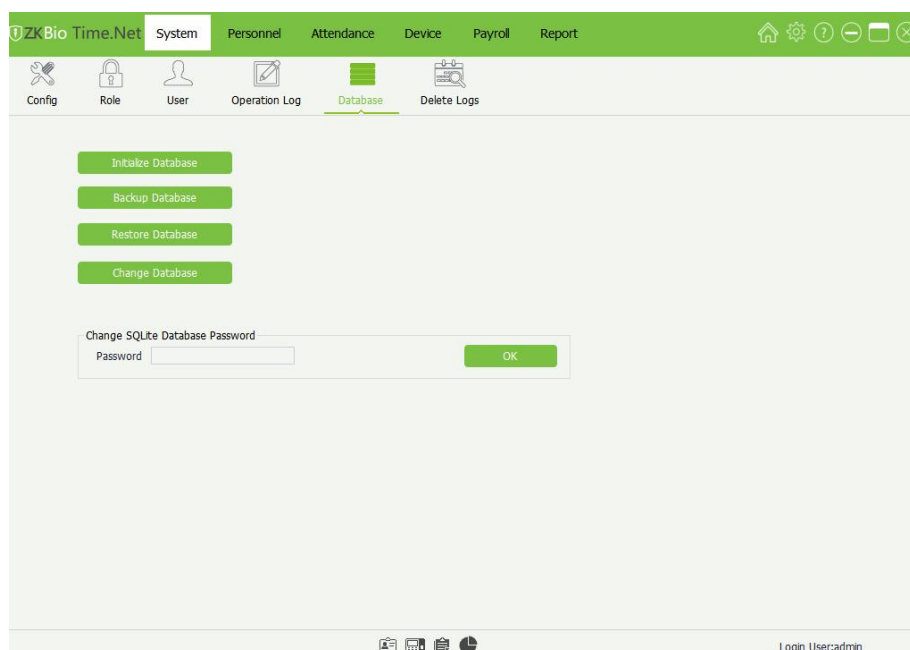 ZKBio Time.Net System Personnel Attendance Device Payroll Report
Config Role User Operation Log Database Delete Logs
Initialize Database
Backup Database
Restore Database
Change Database
Change SQLite Database Password
Password OK
Login User:admin